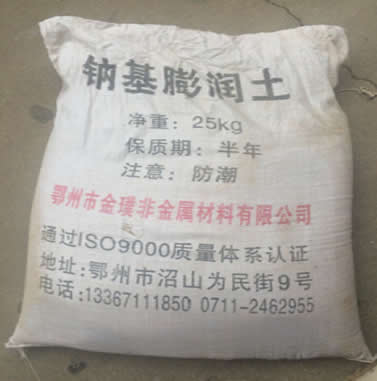 钠基膨润土
净重：25kg
保质期：半年
注意：防潮
鄂州市金璞非金属材料有限公司
通过ISO9000质量体系认证
地址：鄂州市沼山为民街9号
电话：13367111850 0711-2462955